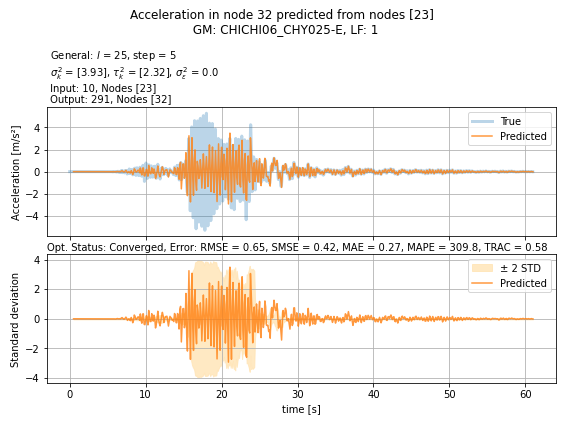 Acceleration in node 32 predicted from nodes [23]
GM: CHICHI06_CHY025-E, LF: 1
General: l = 25, step = 5
σ²ₖ = [3.93], τ²ₖ = [2.32], σ²ε = 0.0
Input: 10, Nodes [23]
Output: 291, Nodes [32]
Acceleration [m/s²]
4
2
0
−2
−4
True
Predicted
Opt. Status: Converged, Error: RMSE = 0.65, SMSE = 0.42, MAE = 0.27, MAPE = 309.8, TRAC = 0.58
Standard deviation
4
2
0
−2
−4
± 2 STD
Predicted
0 10 20 30 40 50 60
time [s]